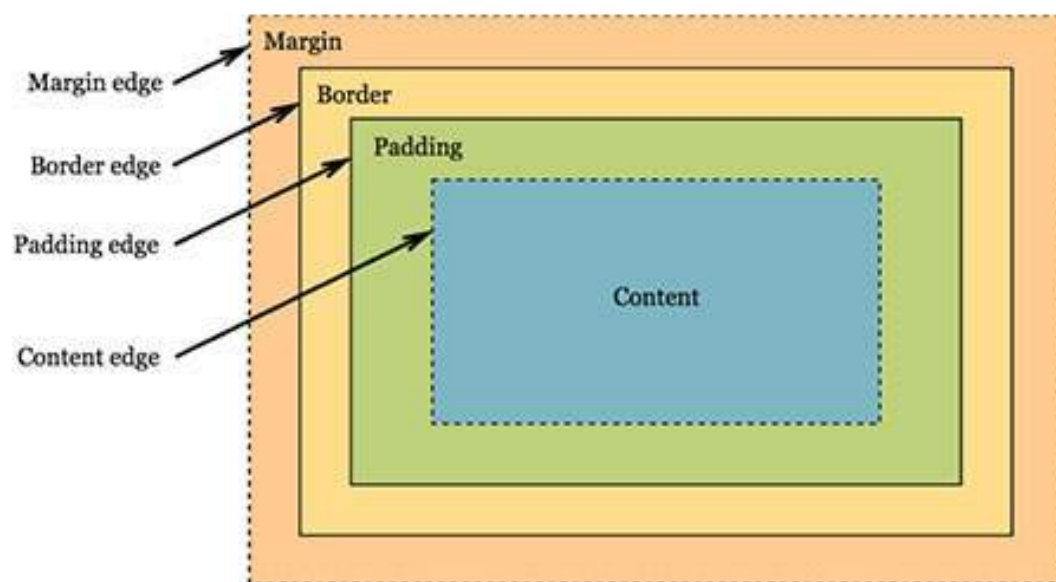 Margin
Margin edge
Border
Border edge
Padding
Padding edge
Content
Content edge